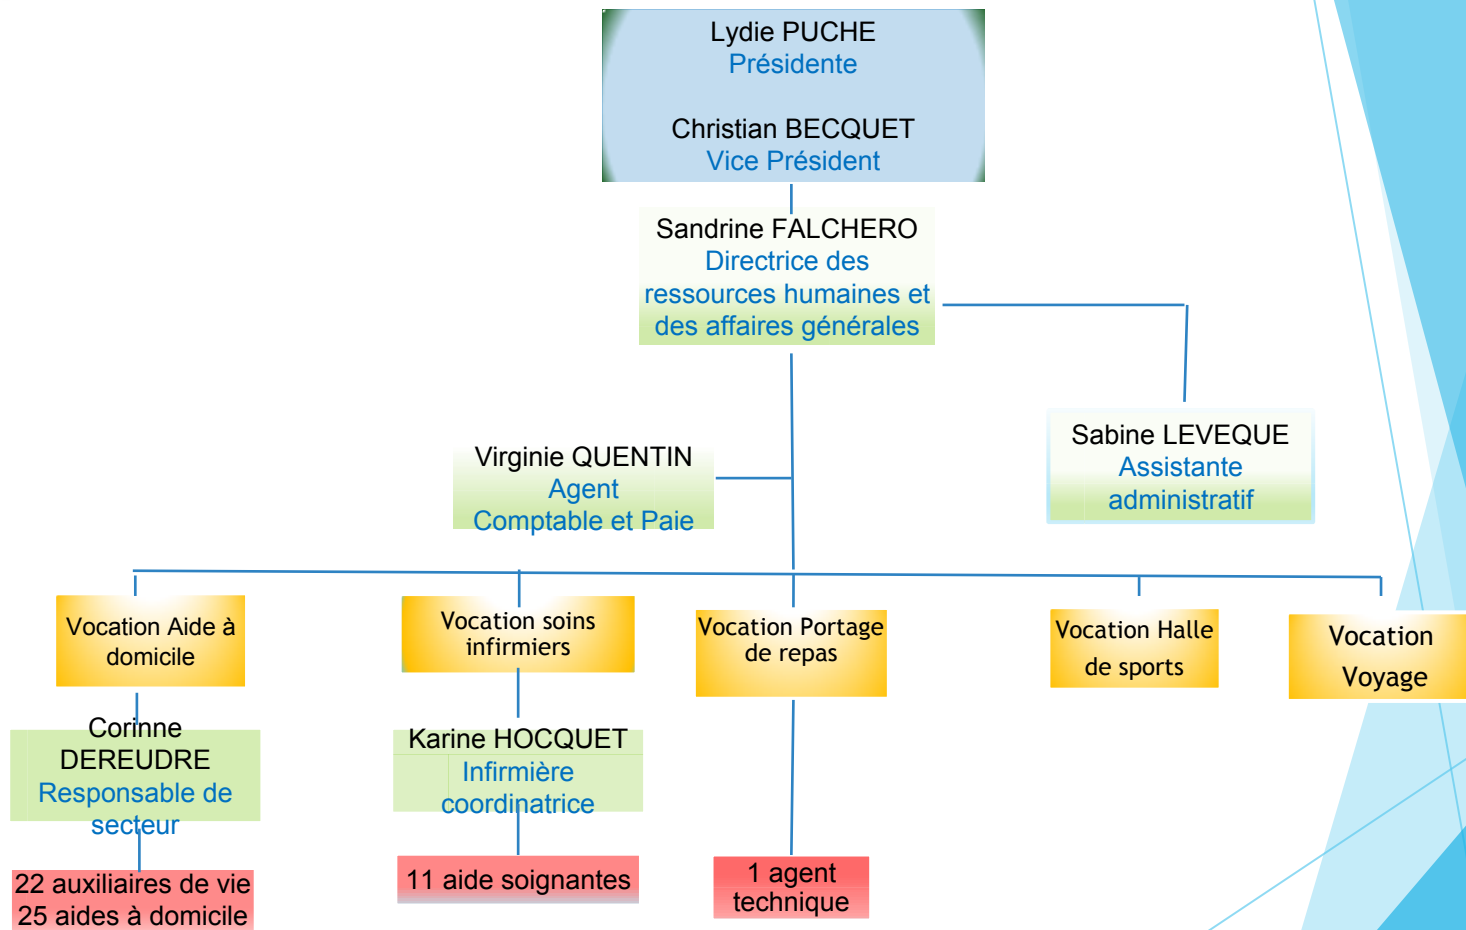 Lydie PUCHE
Présidente
Christian BECQUET
Vice Président
Sandrine FALCHERO
Directrice des
ressources humaines et
des affaires générales
Virginie QUENTIN
Agent
Comptable et Paie
Sabine LEVEQUE
Assistante
administratif
Vocation Aide à
domicile
Vocation soins
infirmiers
Vocation Portage
de repas
Vocation Halle
de sports
Vocation
Voyage
Corinne
DEREUDRE
Responsable de
secteur
Karine HOCQUET
Infirmière
coordinatrice
22 auxiliaires de vie
25 aides à domicile
11 aide soignantes
1 agent
technique